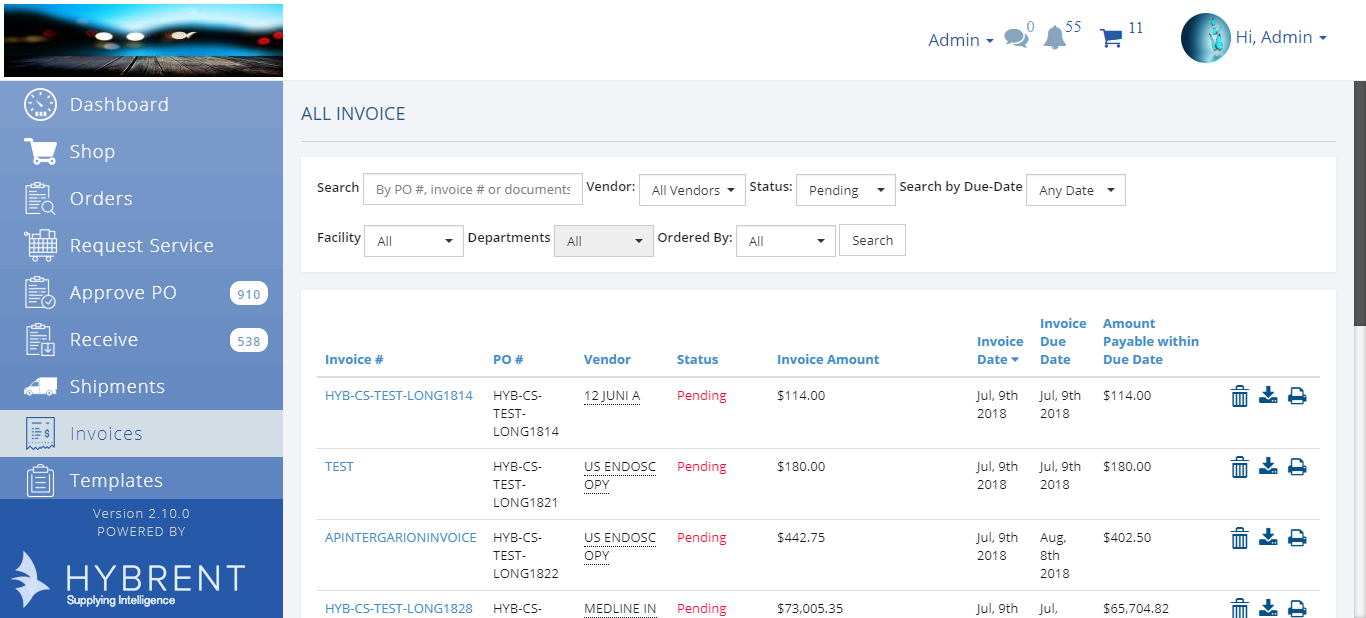 Admin 0 55 11 Hi, Admin
Dashboard
Shop
Orders
Request Service
Approve PO 910
Receive 538
Shipments
Invoices
Templates
Version 2.10.0
POWERED BY
HYBRENT
Supplying Intelligence
ALL INVOICE
Search By PO #, invoice # or documents Vendor: All Vendors Status: Pending Search by Due-Date Any Date
Facility All Departments All Ordered By: All Search
Invoice # PO # Vendor Status Invoice Amount Invoice Date Invoice Due Date Amount Payable within Due Date
HYB-CS-TEST-LONG1814 HYB-CS- 12 JUNI A Pending $114.00 Jul, 9th Jul, 9th $114.00
TEST- 2018 2018
LONG1814
TEST HYB-CS- US ENDOSC Pending $180.00 Jul, 9th Jul, 9th $180.00
TEST- OPY 2018 2018
LONG1821
APINTERGARIONINVOICE HYB-CS- US ENDOSC Pending $442.75 Jul, 9th Aug, $402.50
TEST- OPY 2018 8th
LONG1822 2018
HYB-CS-TEST-LONG1828 HYB-CS- MEDLINE IN Pending $73,005.35 Jul, 9th Jul, $65,704.82